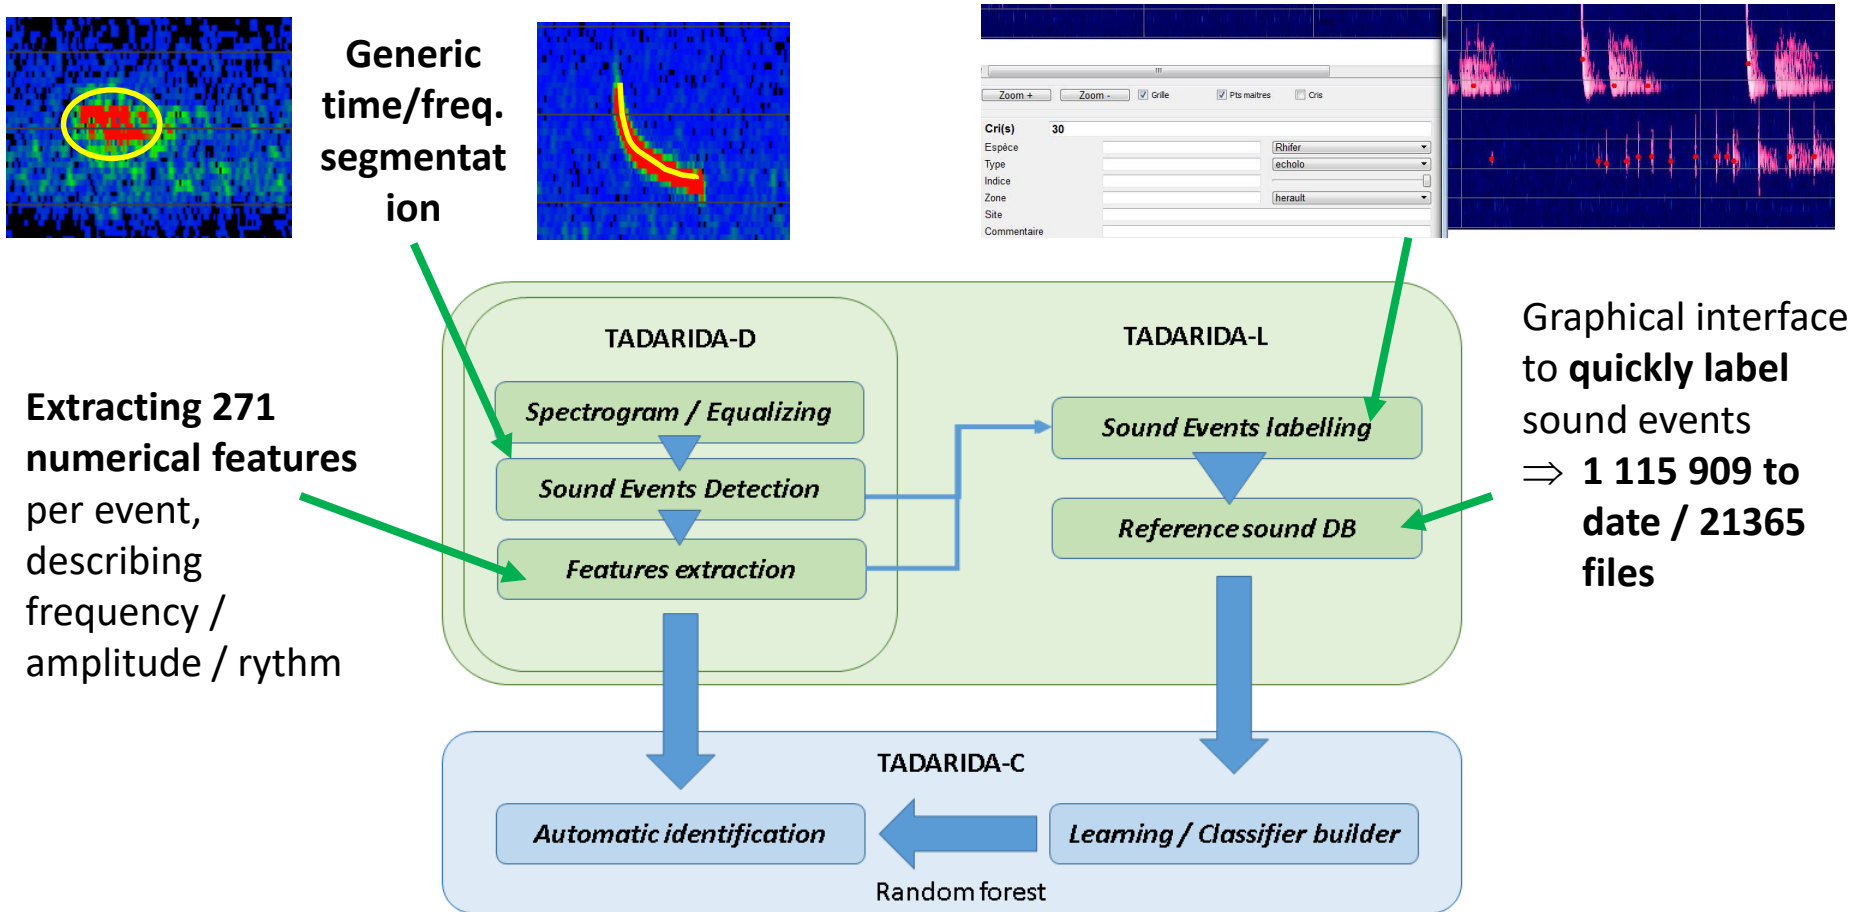 Generic
time/freq.
segmentat
ion
Zoom +
Zoom -
Grille
Pts maitres
Cris
Cri(s)
30
Espèce
Rhifer
Type
echolo
Indice
Zone
herault
Site
Commentaire
TADARIDA-D
TADARIDA-L
Spectrogram / Equalizing
Sound Events Detection
Features extraction
Sound Events labelling
Reference sound DB
Extracting 271
numerical features
per event,
describing
frequency /
amplitude / rythm
Graphical interface
to quickly label
sound events
⇒ 1 115 909 to
date / 21365
files
TADARIDA-C
Automatic identification
Learning / Classifier builder
Random forest